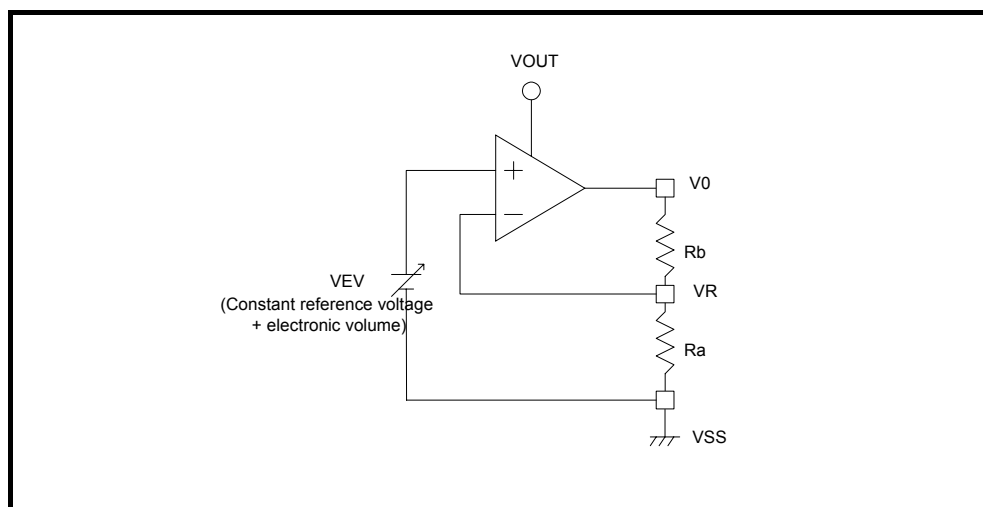 VOUT
+
−
V0
Rb
VEV
(Constant reference voltage
+ electronic volume)
VR
Ra
VSS